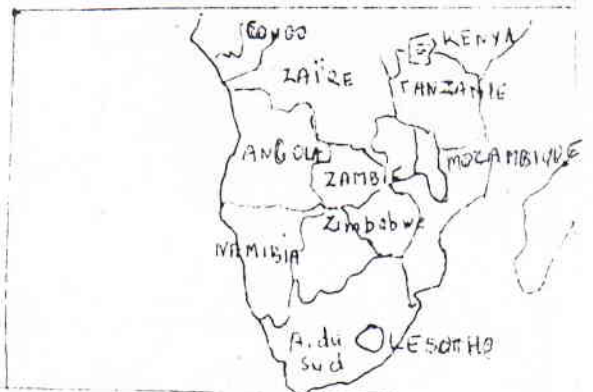 CONGO
KENYA
ZAÏRE
TANZANIE
ANGOLA
MOZAMBIQUE
ZAMBIE
Zimbabwe
NAMIBIA
A. du
Sud
LESOTHO